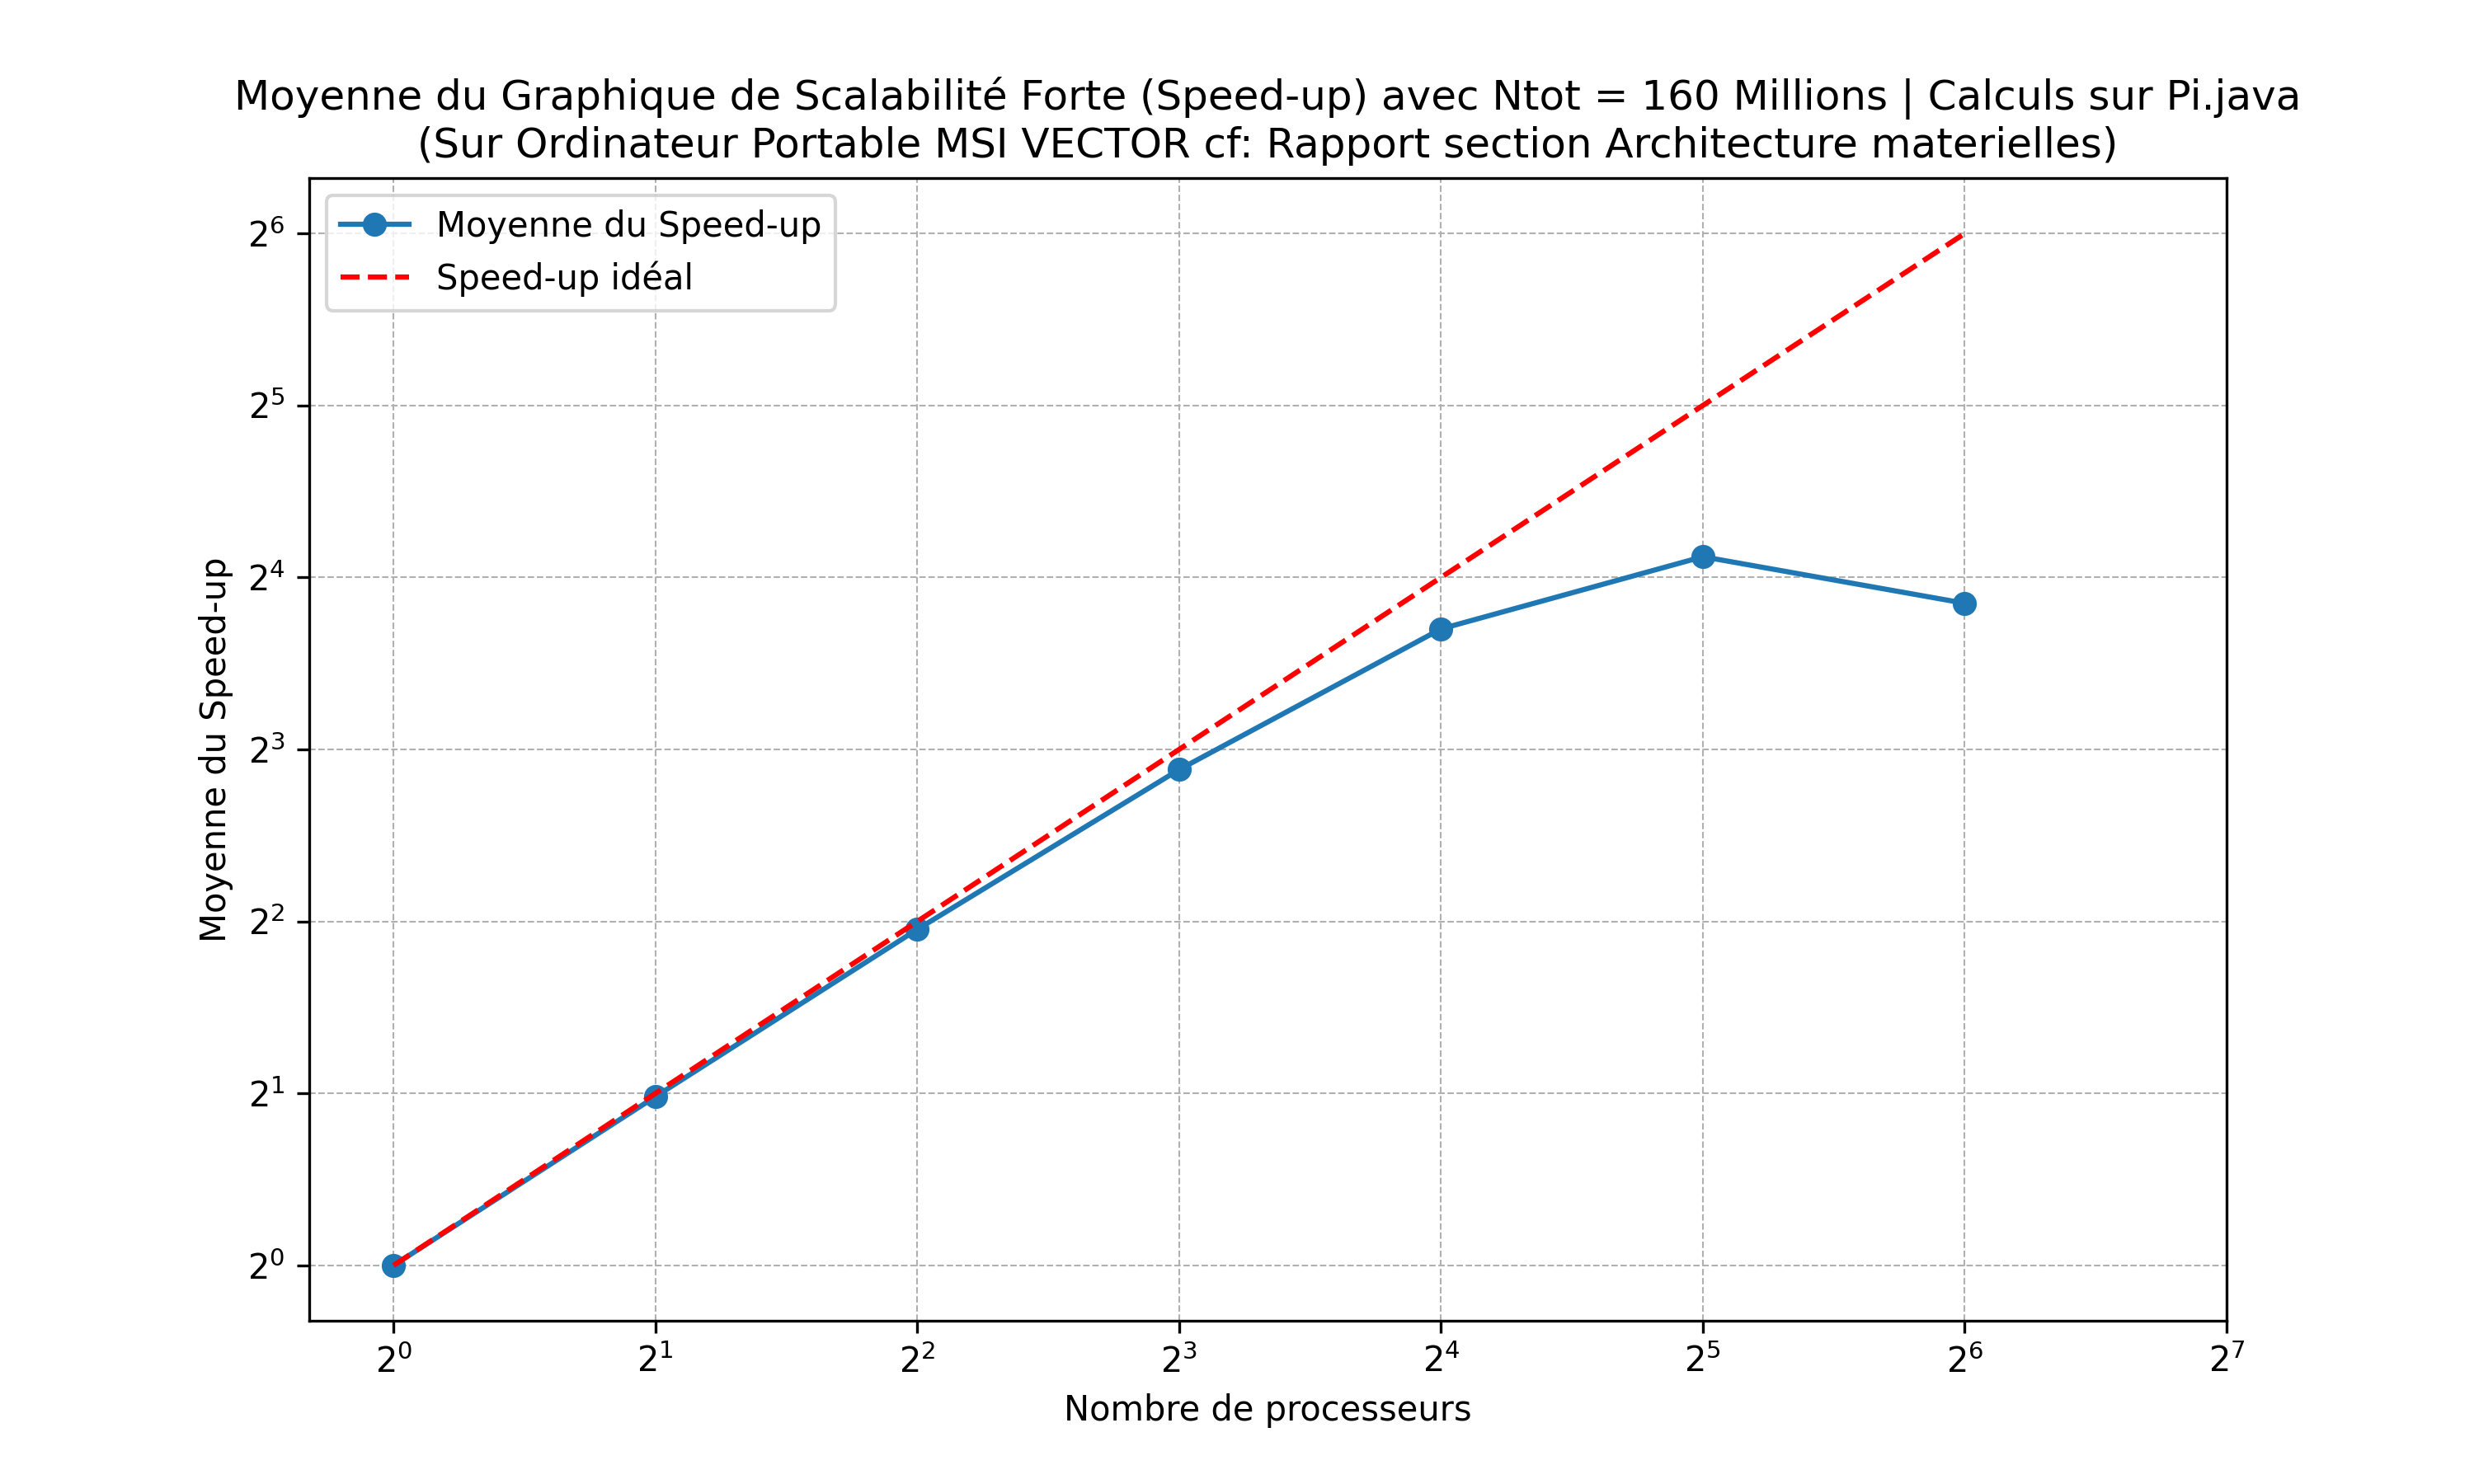 Moyenne du Graphique de Scalabilité Forte (Speed-up) avec Ntot = 160 Millions | Calculs sur Pi.java
(Sur Ordinateur Portable MSI VECTOR cf: Rapport section Architecture materielles)
Moyenne du Speed-up
Speed-up idéal
2⁶
2⁵
2⁴
2³
2²
2¹
2⁰
Moyenne du Speed-up
2⁰ 2¹ 2² 2³ 2⁴ 2⁵ 2⁶ 2⁷
Nombre de processeurs